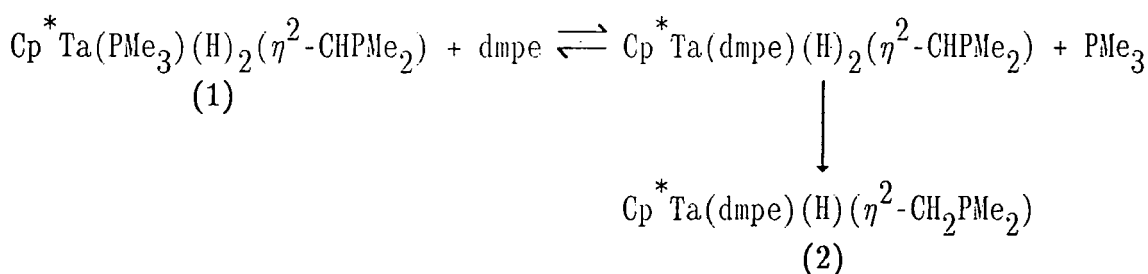 Cp*Ta(PMe₃)(H)₂(η²-CHPMe₂) + dmpe ⇌ Cp*Ta(dmpe)(H)₂(η²-CHPMe₂) + PMe₃
(1)
Cp*Ta(dmpe)(H)(η²-CH₂PMe₂)
(2)